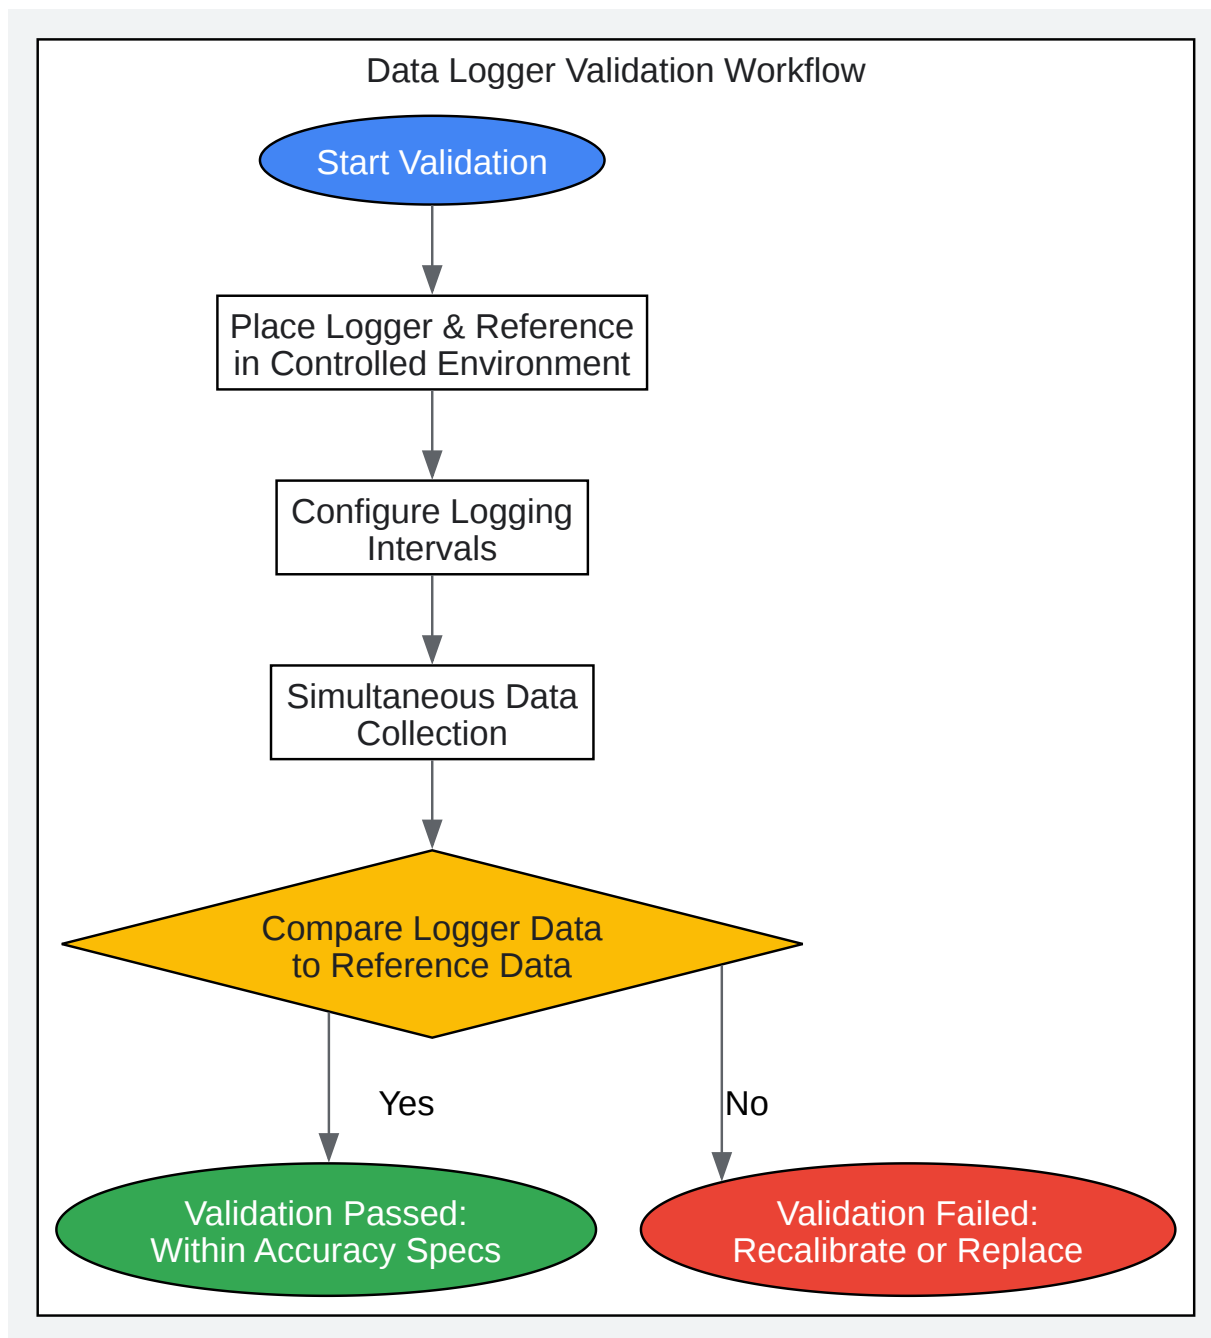 Data Logger Validation Workflow
Start Validation
Place Logger & Reference
in Controlled Environment
Configure Logging
Intervals
Simultaneous Data
Collection
Compare Logger Data
to Reference Data
Yes
No
Validation Passed:
Within Accuracy Specs
Validation Failed:
Recalibrate or Replace